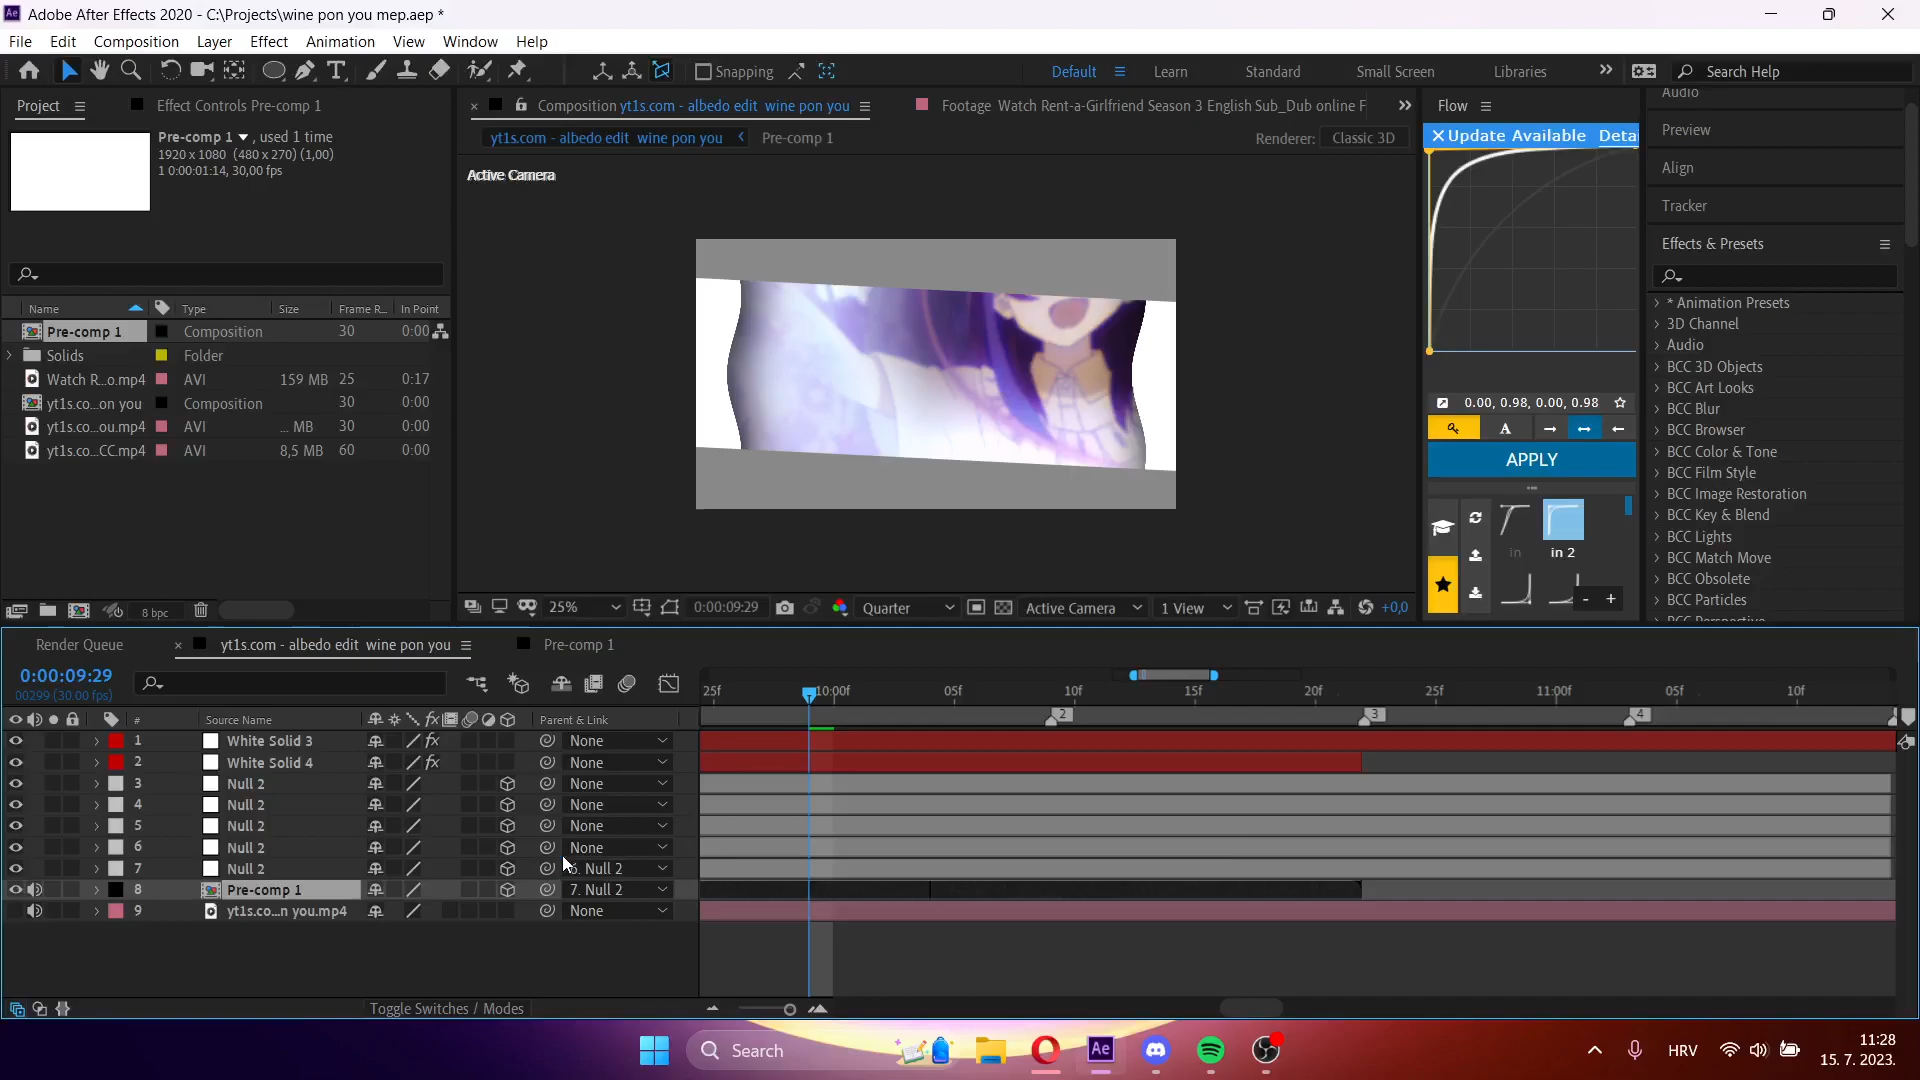 Adobe After Effects 2020 - C:\Projects\wine pon you mep.aep *
File Edit Composition Layer Effect Animation View Window Help
Snapping
Default Learn Standard Small Screen Libraries Search Help
Project Effect Controls Pre-comp 1
Composition yt1s.com - albedo edit wine pon you
Footage Watch Rent-a-Girlfriend Season 3 English Sub_Dub online F
Flow
Audio
Preview
Align
Tracker
Effects & Presets
Pre-comp 1 , used 1 time
1920 x 1080 (480 x 270) (1,00)
1 0:00:01:14, 30,00 fps
yt1s.com - albedo edit wine pon you Pre-comp 1
Renderer: Classic 3D
Update Available Detai
Active Camera
Name Type Size Frame R... In Point
Pre-comp 1 Composition 30 0:00
Solids Folder
Watch R...o.mp4 AVI 159 MB 25 0:17
yt1s.co...on you Composition 30 0:00
yt1s.co...ou.mp4 AVI ... MB 30 0:00
yt1s.co...CC.mp4 AVI 8,5 MB 60 0:00
0.00, 0.98, 0.00, 0.98
A
APPLY
in in 2
- +
* Animation Presets
3D Channel
Audio
BCC 3D Objects
BCC Art Looks
BCC Blur
BCC Browser
BCC Color & Tone
BCC Film Style
BCC Image Restoration
BCC Key & Blend
BCC Lights
BCC Match Move
BCC Obsolete
BCC Particles
BCC Perspective
8 bpc
25% 0:00:09:29 Quarter Active Camera 1 View +0,0
Render Queue yt1s.com - albedo edit wine pon you Pre-comp 1
0:00:09:29
00299 (30.00 fps)
25f 10:00f 05f 10f 15f 20f 25f 11:00f 05f 10f
# Source Name Parent & Link
2 3 4
1 White Solid 3 None
2 White Solid 4 None
3 Null 2 None
4 Null 2 None
5 Null 2 None
6 Null 2 None
7 Null 2 6. Null 2
8 Pre-comp 1 7. Null 2
9 yt1s.co...n you.mp4 None
Toggle Switches / Modes
Search
Ae
HRV
11:28
15. 7. 2023.